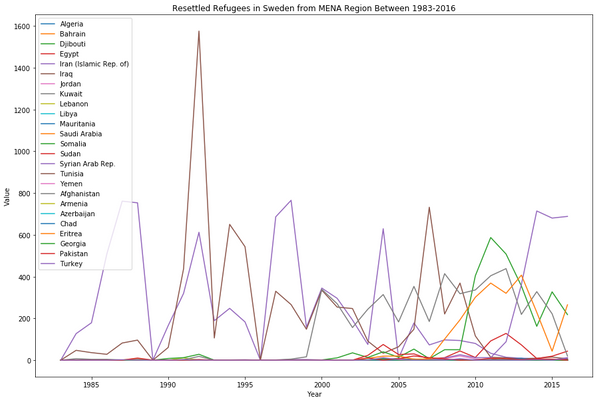 Resettled Refugees in Sweden from MENA Region Between 1983-2016
Algeria
Bahrain
Djibouti
Egypt
Iran (Islamic Rep. of)
Iraq
Jordan
Kuwait
Lebanon
Libya
Mauritania
Saudi Arabia
Somalia
Sudan
Syrian Arab Rep.
Tunisia
Yemen
Afghanistan
Armenia
Azerbaijan
Chad
Eritrea
Georgia
Pakistan
Turkey
1600
1400
1200
1000
800
600
400
200
0
Value
1985
1990
1995
2000
2005
2010
2015
Year